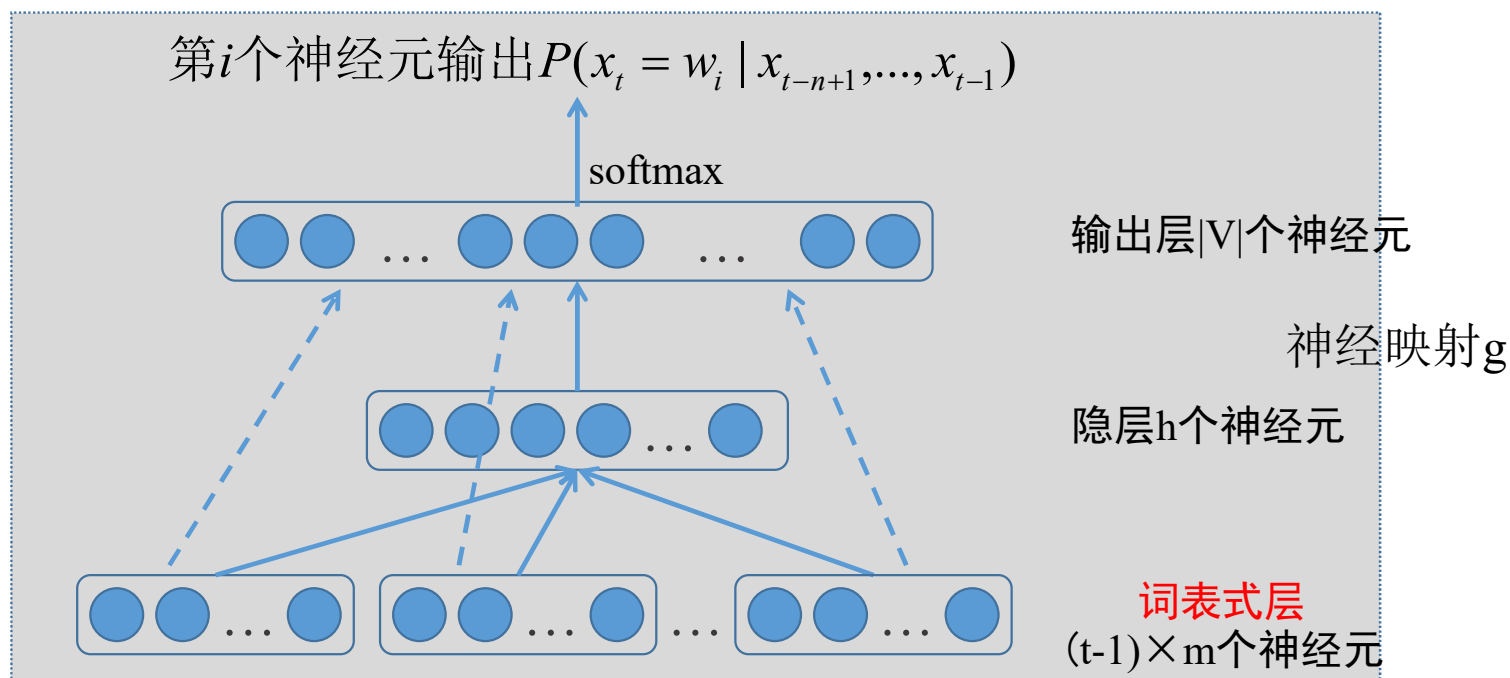 第i个神经元输出P(x_t = w_i | x_{t-n+1},..., x_{t-1})
softmax
... ...
输出层|V|个神经元
神经映射g
...
隐层h个神经元
... ... ... ...
词表式层
(t-1)×m个神经元